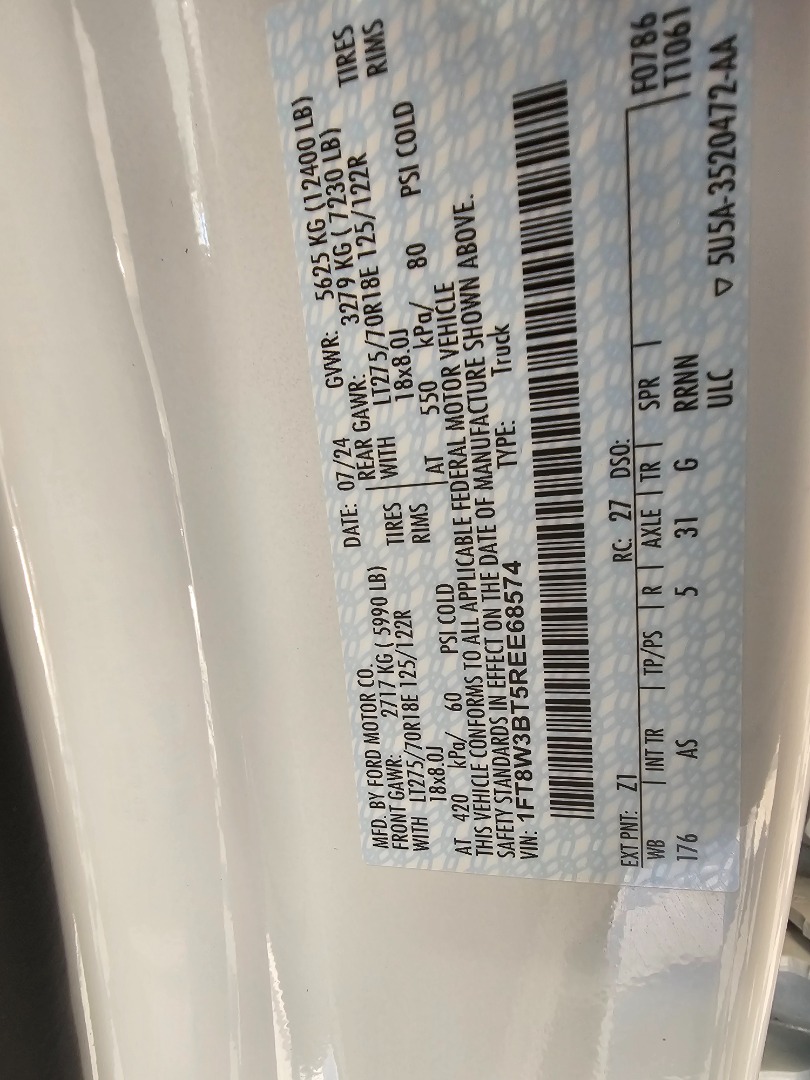 MFD. BY FORD MOTOR CO.
DATE: 07/24 GVWR: 5625 KG (12400 LB)
FRONT GAWR: 2717 KG ( 5990 LB) REAR GAWR: 3279 KG ( 7230 LB)
WITH LT275/70R18E 125/122R TIRES WITH LT275/70R18E 125/122R TIRES
18x8.0J RIMS 18x8.0J RIMS
AT 420 kPa/ 60 PSI COLD AT 550 kPa/ 80 PSI COLD
THIS VEHICLE CONFORMS TO ALL APPLICABLE FEDERAL MOTOR VEHICLE
SAFETY STANDARDS IN EFFECT ON THE DATE OF MANUFACTURE SHOWN ABOVE.
VIN: 1FT8W3BT5REE68574 TYPE: Truck
F0786
T1061
EXT PNT: Z1 RC: 27 DSO:
WB INT TR TP/PS R AXLE TR SPR
176 AS 5 31 G RRNN
ULC ▽ 5U5A-3520472-AA